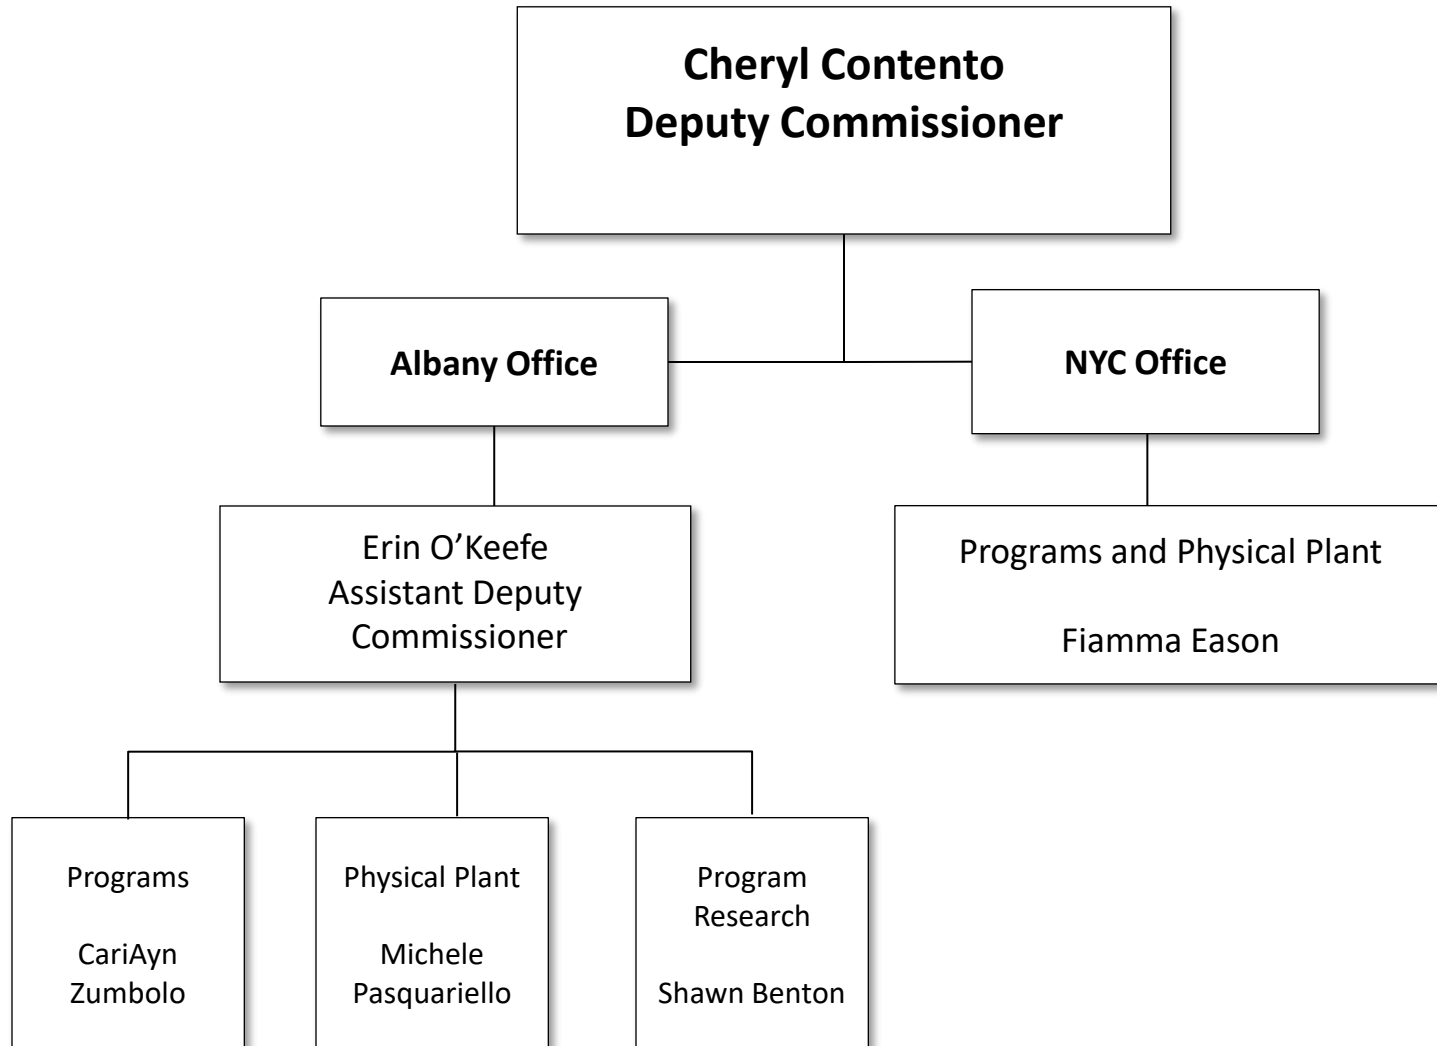 Cheryl Contento
Deputy Commissioner
Albany Office
NYC Office
Erin O’Keefe
Assistant Deputy
Commissioner
Programs and Physical Plant
Fiamma Eason
Programs
CariAyn
Zumbolo
Physical Plant
Michele
Pasquariello
Program
Research
Shawn Benton